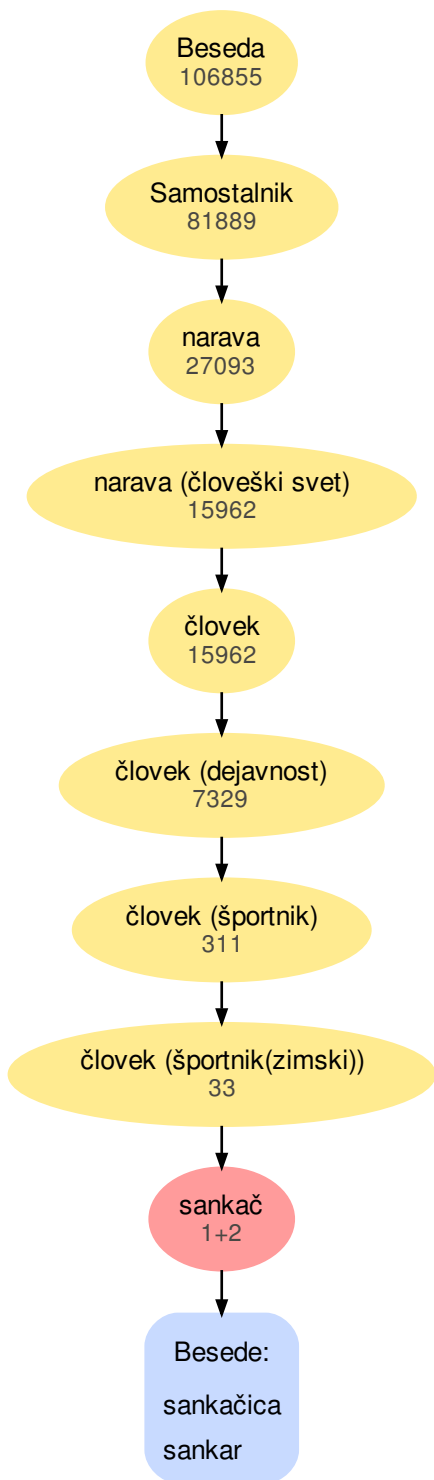 Beseda
106855
Samostalnik
81889
narava
27093
narava (človeški svet)
15962
človek
15962
človek (dejavnost)
7329
človek (športnik)
311
človek (športnik(zimski))
33
sankač
1+2
Besede:
sankačica
sankar